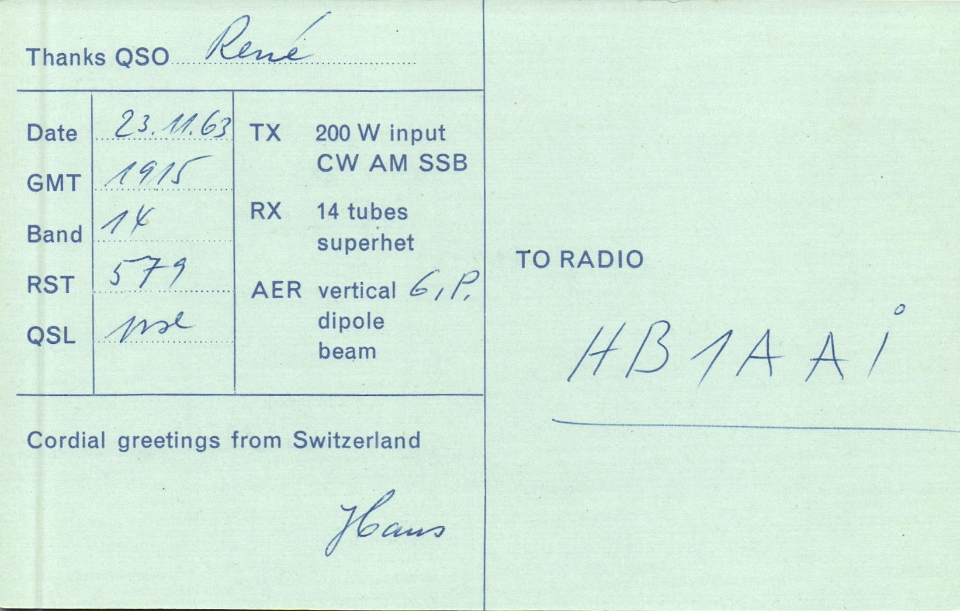 Thanks QSO René
Date 23.11.63
GMT 1915
Band 14
RST 579
QSL pse
TX 200 W input
CW AM SSB
RX 14 tubes
superhet
AER vertical G.P.
dipole
beam
Cordial greetings from Switzerland
Hans
TO RADIO
HB1AAi